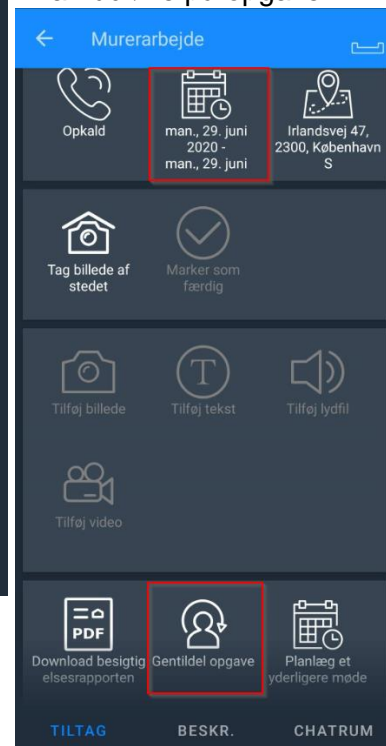 Murerarbejde
Opkald
man., 29. juni
2020 -
man., 29. juni
Irlandsvej 47,
2300, København
S
Tag billede af
stedet
Marker som
færdig
Tilføj billede
T
Tilføj tekst
Tilføj lydfil
Tilføj video
PDF
Download besigtig
elsesrapporten
Gentildel opgave
Planlæg et
yderligere møde
TILTAG
BESKR.
CHATRUM